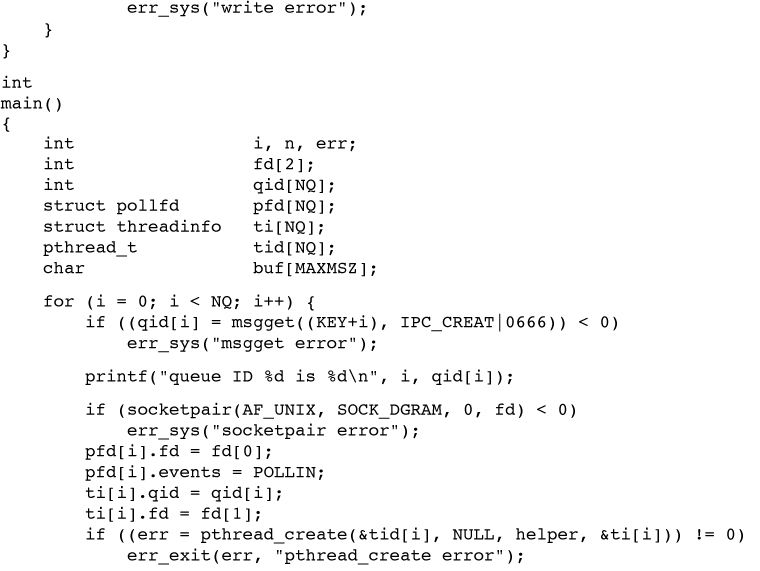 err_sys("write error");
    }
}
int
main()
{
    int                 i, n, err;
    int                 fd[2];
    int                 qid[NQ];
    struct pollfd       pfd[NQ];
    struct threadinfo   ti[NQ];
    pthread_t           tid[NQ];
    char                buf[MAXMSZ];
    for (i = 0; i < NQ; i++) {
        if ((qid[i] = msgget((KEY+i), IPC_CREAT|0666)) < 0)
            err_sys("msgget error");
        printf("queue ID %d is %d\n", i, qid[i]);
        if (socketpair(AF_UNIX, SOCK_DGRAM, 0, fd) < 0)
            err_sys("socketpair error");
        pfd[i].fd = fd[0];
        pfd[i].events = POLLIN;
        ti[i].qid = qid[i];
        ti[i].fd = fd[1];
        if ((err = pthread_create(&tid[i], NULL, helper, &ti[i])) != 0)
            err_exit(err, "pthread_create error");